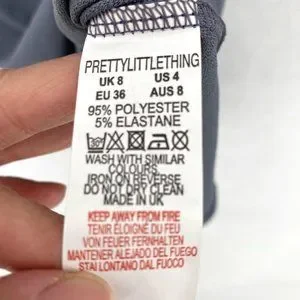 PRETTYLITTLETHING
UK 8 US 4
EU 36 AUS 8
95% POLYESTER
5% ELASTANE
WASH WITH SIMILAR
COLOURS
IRON ON REVERSE
DO NOT DRY CLEAN
MADE IN UK
KEEP AWAY FROM FIRE
TENIR ÉLOIGNÉ DU FEU
VON FEUER FERNHALTEN
MANTENER ALEJADO DEL FUEGO
STAI LONTANO DAL FUOCO